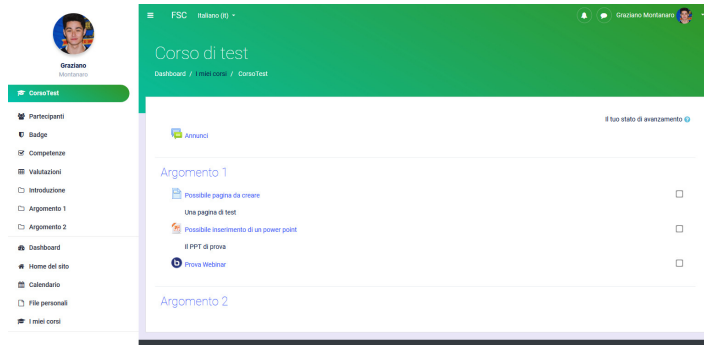 FSC Italiano (it)
Graziano Montanaro
Graziano
Montanaro
CorsoTest
Partecipanti
Badge
Competenze
Valutazioni
Introduzione
Argomento 1
Argomento 2
Dashboard
Home del sito
Calendario
File personali
I miei corsi
Corso di test
Dashboard / I miei corsi / CorsoTest
Il tuo stato di avanzamento
Annunci
Argomento 1
Possibile pagina da creare
Una pagina di test
Possibile inserimento di un power point
Il PPT di prova
Prova Webinar
Argomento 2